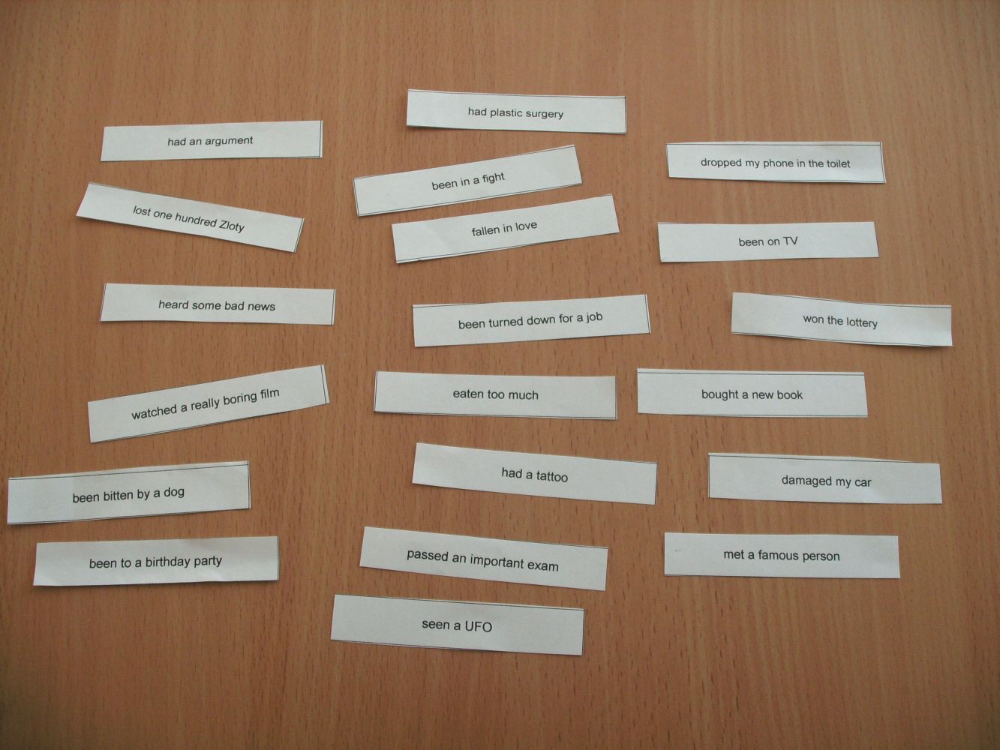 had plastic surgery
had an argument
dropped my phone in the toilet
been in a fight
lost one hundred Zloty
fallen in love
been on TV
heard some bad news
been turned down for a job
won the lottery
watched a really boring film
eaten too much
bought a new book
had a tattoo
damaged my car
been bitten by a dog
met a famous person
passed an important exam
been to a birthday party
seen a UFO